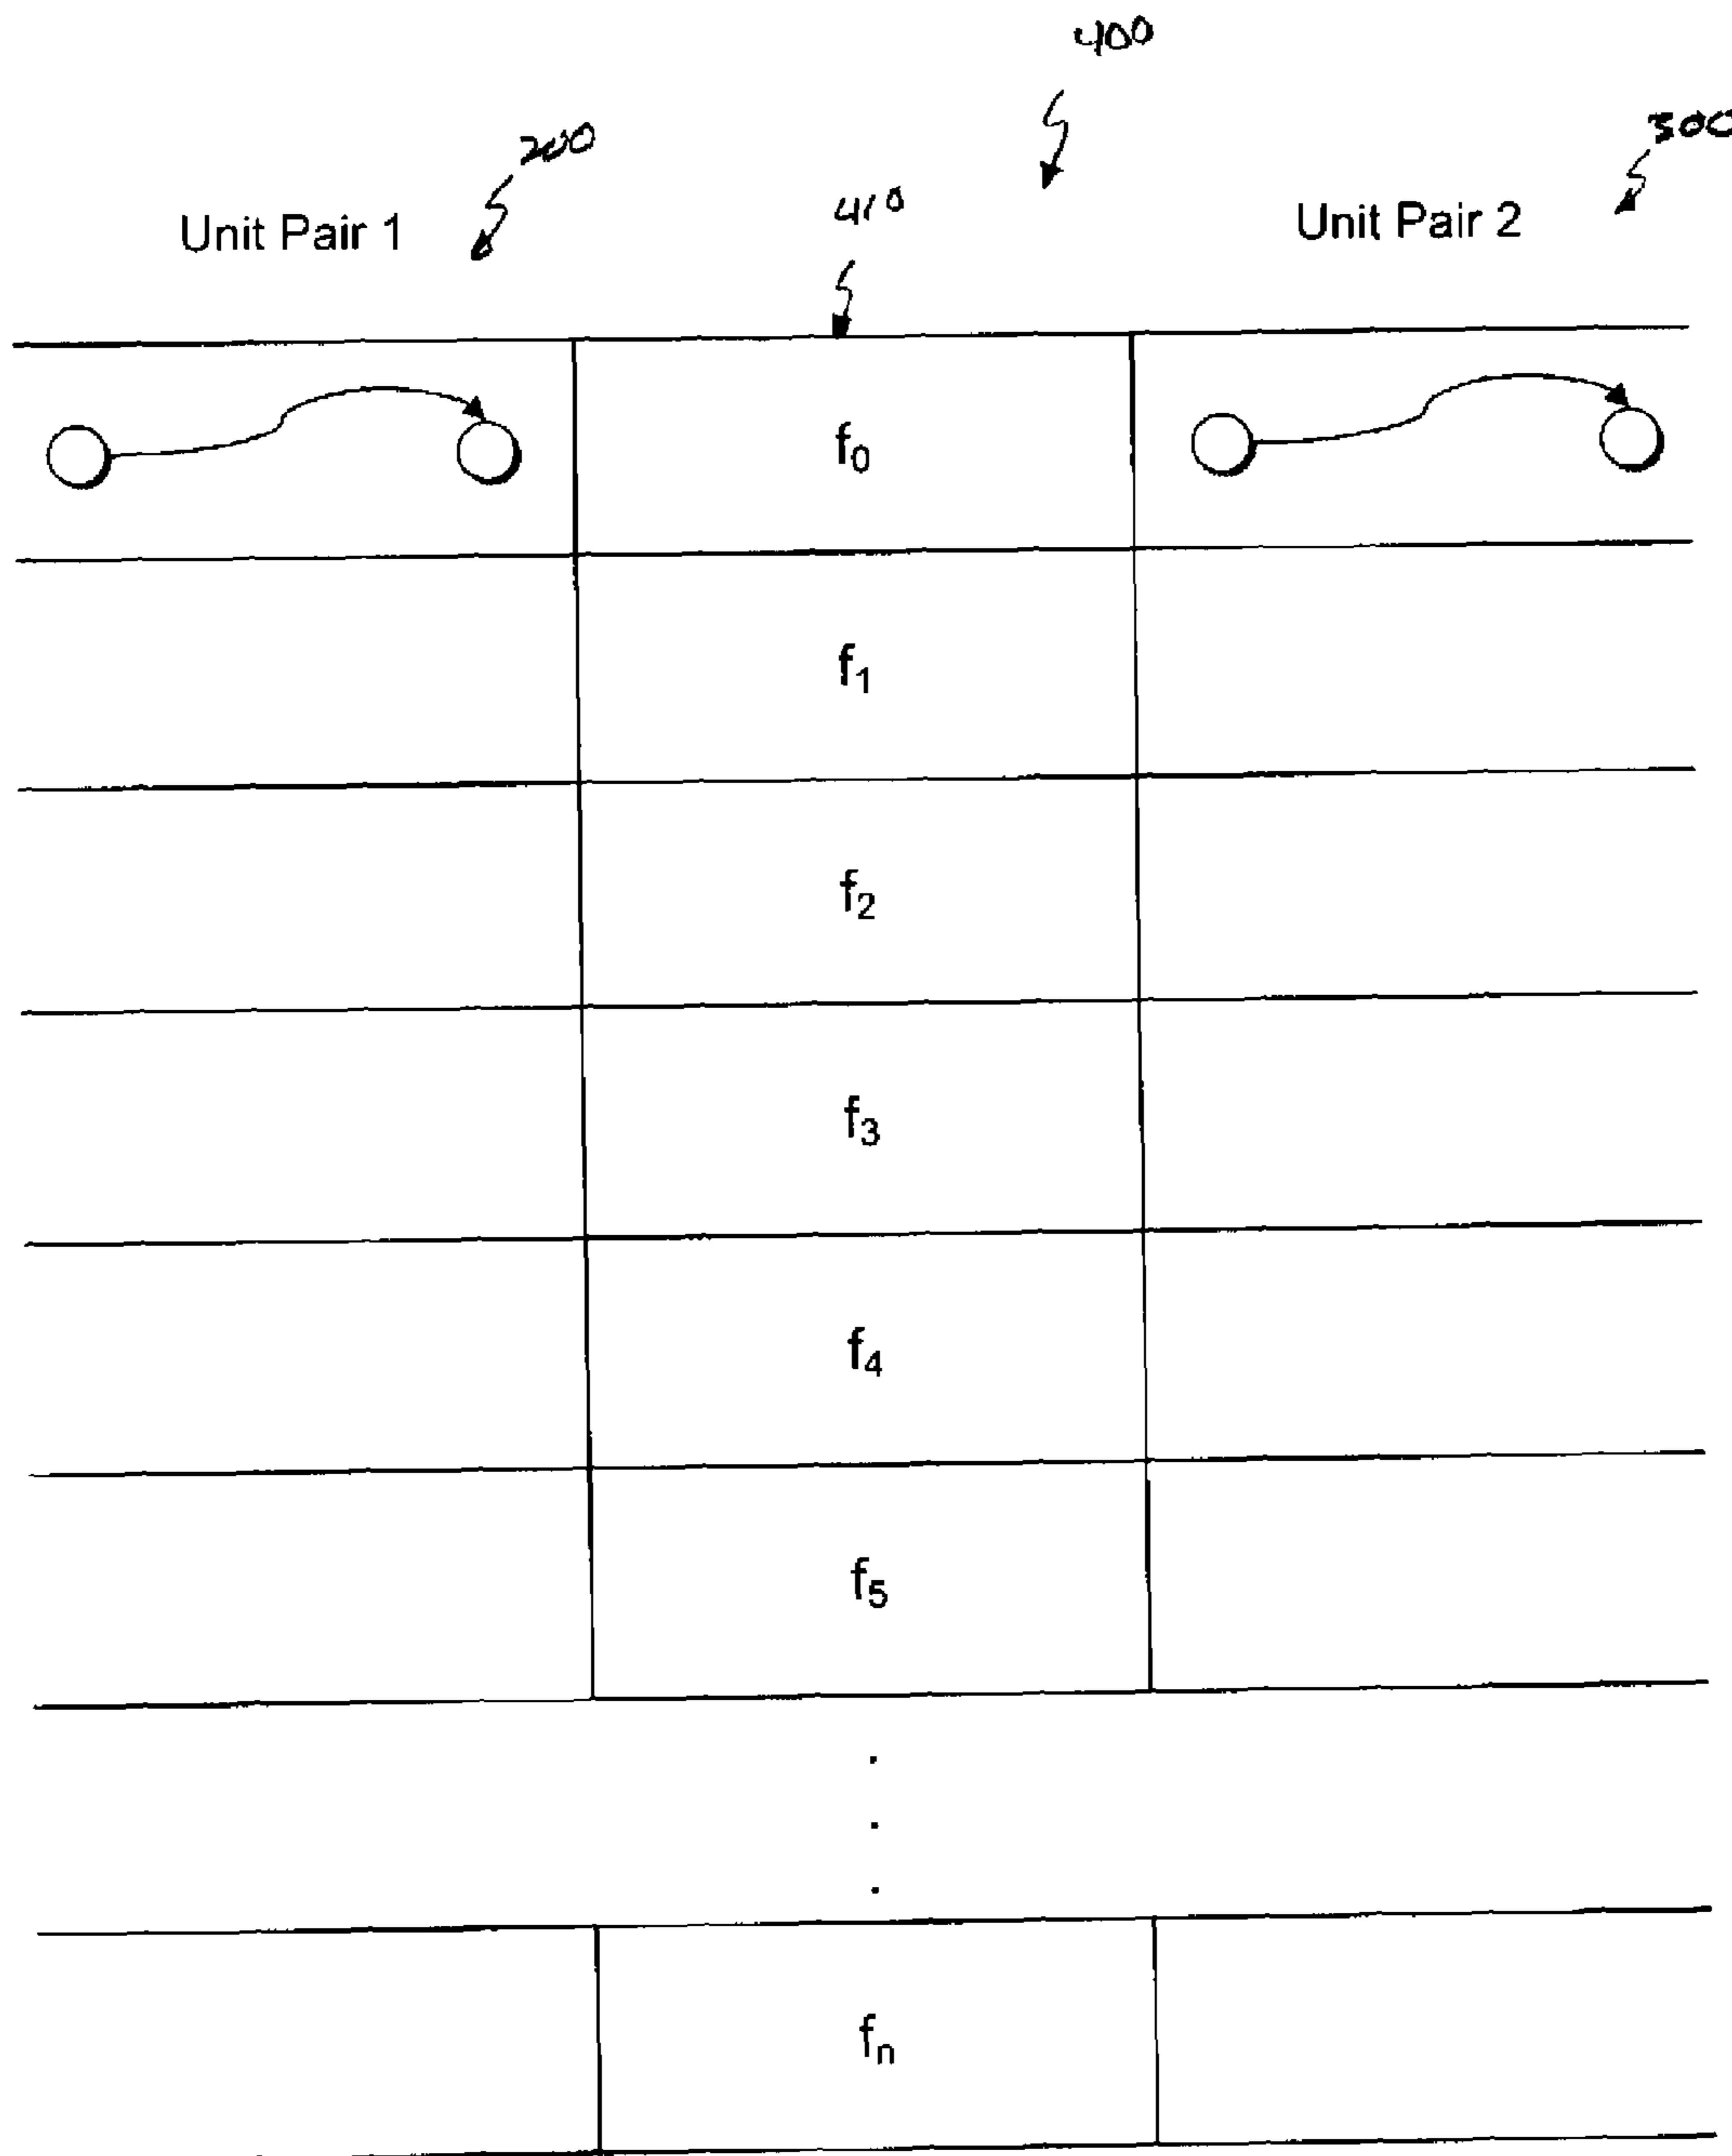 400
200
300
410
Unit Pair 1
Unit Pair 2
f₀
f₁
f₂
f₃
f₄
f₅
.
.
.
fₙ